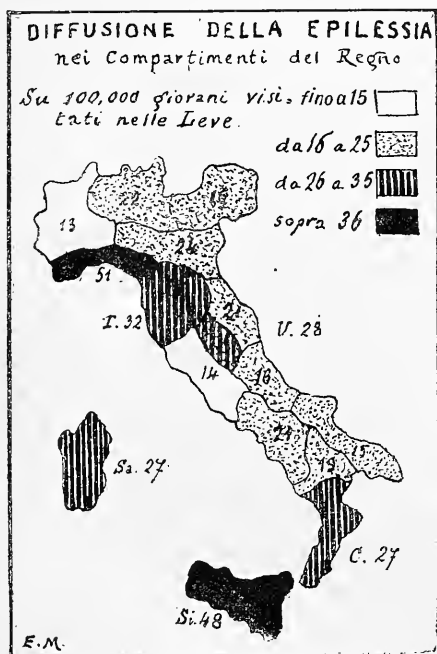 DIFFUSIONE DELLA EPILESSIA
nei Compartimenti del Regno
Su 100,000 giovani visi=
tati nelle Leve.
fino a 15
da 16 a 25
da 26 a 35
sopra 36
13
51
T. 32
U. 28
14
24
Sa. 27.
C. 27
Si. 48
E. M.